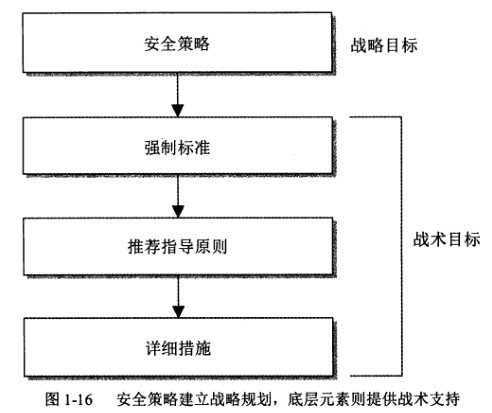 安全策略
战略目标
强制标准
推荐指导原则
战术目标
详细措施
图 1-16 安全策略建立战略规划，底层元素则提供战术支持